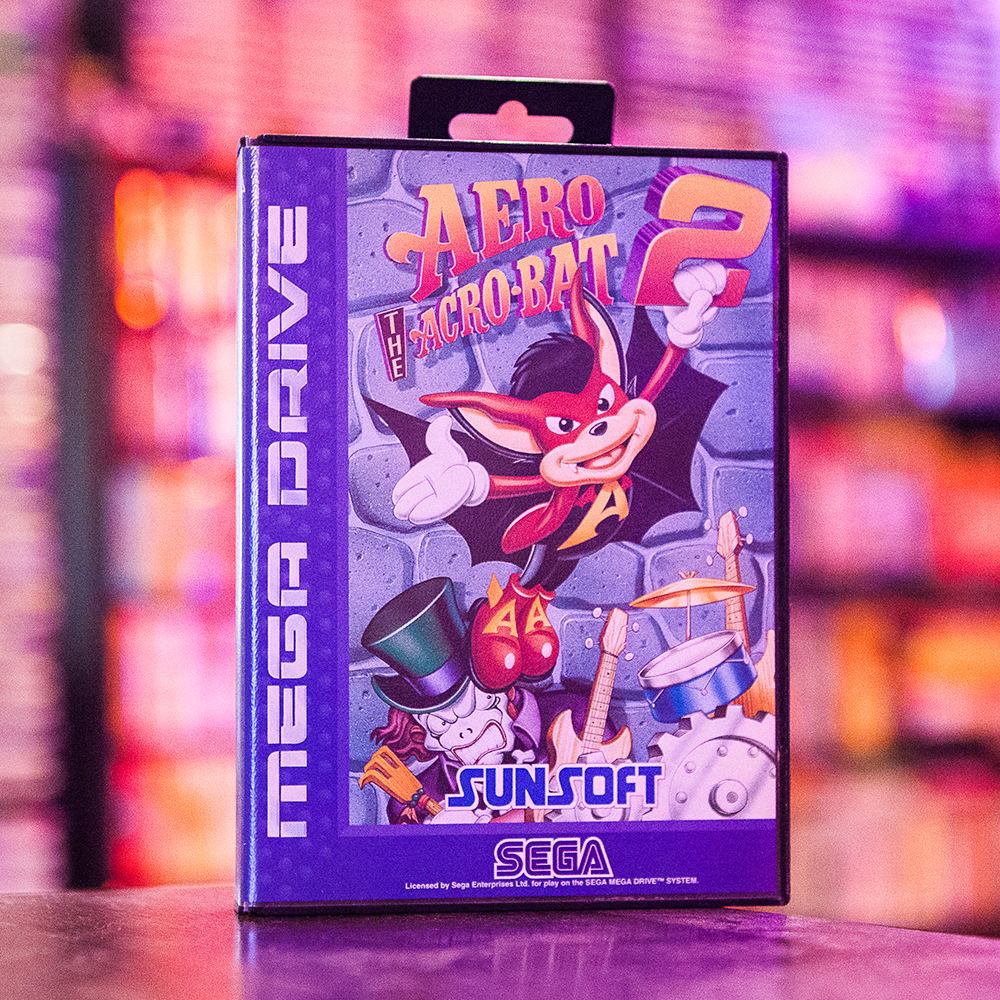 MEGA DRIVE
AERO
THE ACRO·BAT
2
A
A A
SUNSOFT
SEGA
Licensed by Sega Enterprises Ltd. for play on the SEGA MEGA DRIVE™ SYSTEM.